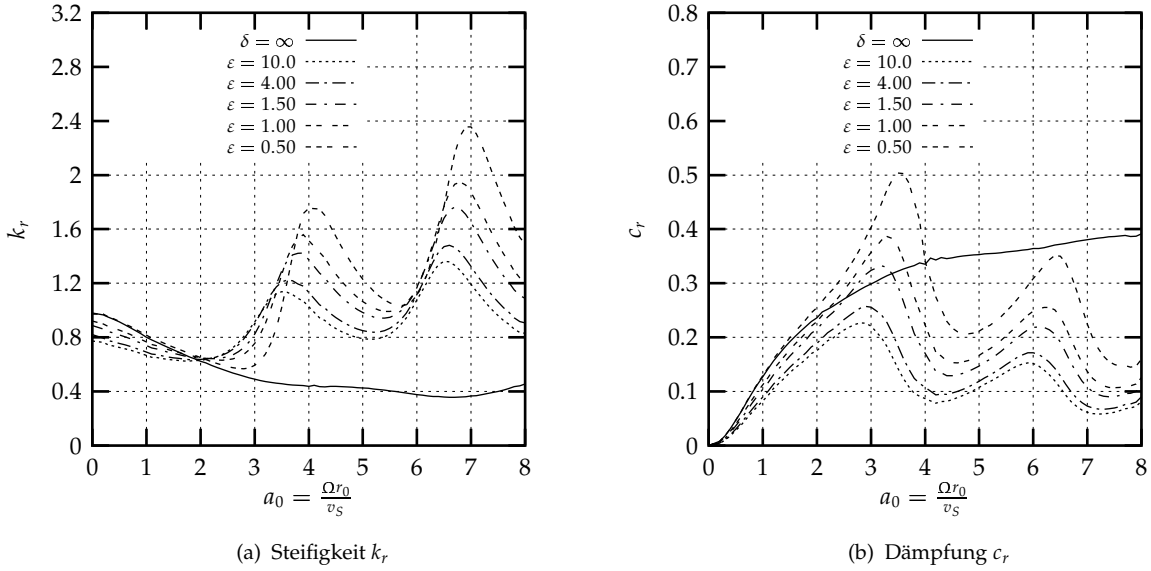 3.2
2.8
2.4
2
1.6
1.2
0.8
0.4
0
k_r
δ = ∞
ε = 10.0
ε = 4.00
ε = 1.50
ε = 1.00
ε = 0.50
0 1 2 3 4 5 6 7 8
a_0 = Ωr_0/v_S
(a) Steifigkeit k_r
0.8
0.7
0.6
0.5
0.4
0.3
0.2
0.1
0
c_r
δ = ∞
ε = 10.0
ε = 4.00
ε = 1.50
ε = 1.00
ε = 0.50
0 1 2 3 4 5 6 7 8
a_0 = Ωr_0/v_S
(b) Dämpfung c_r